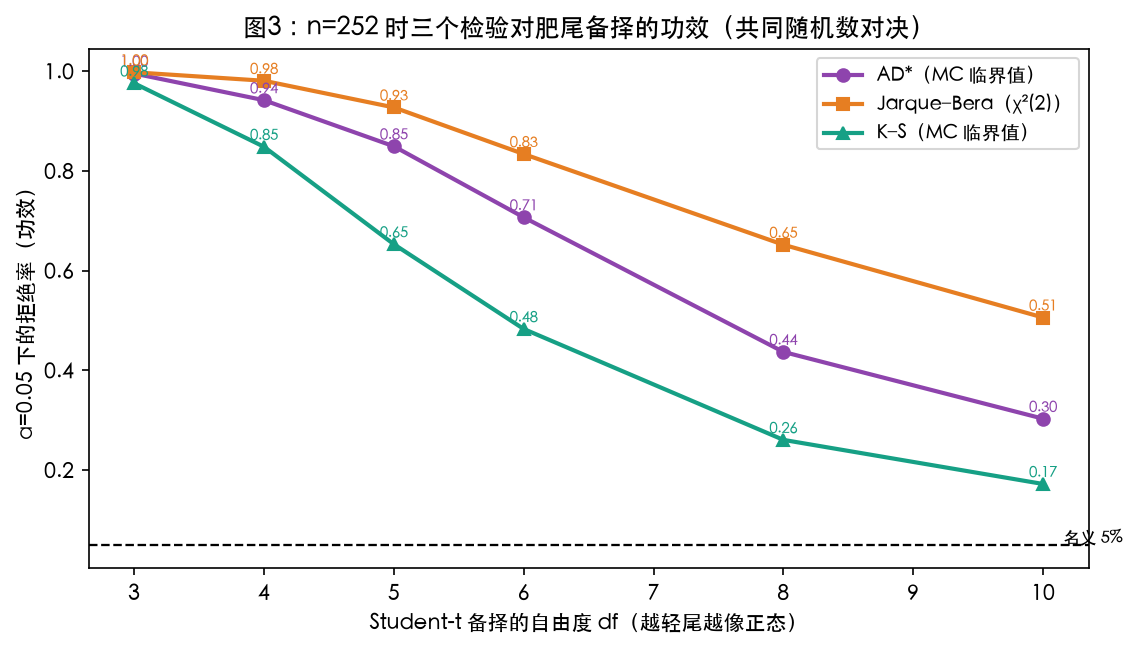 图3：n=252 时三个检验对肥尾备择的功效（共同随机数对决）
AD*（MC 临界值）
Jarque–Bera（χ²(2)）
K–S（MC 临界值）
α=0.05 下的拒绝率（功效）
1.0
0.8
0.6
0.4
0.2
1.00
0.98
0.98
0.94
0.85
0.93
0.85
0.65
0.83
0.71
0.48
0.65
0.44
0.26
0.51
0.30
0.17
名义 5%
3 4 5 6 7 8 9 10
Student-t 备择的自由度 df（越轻尾越像正态）